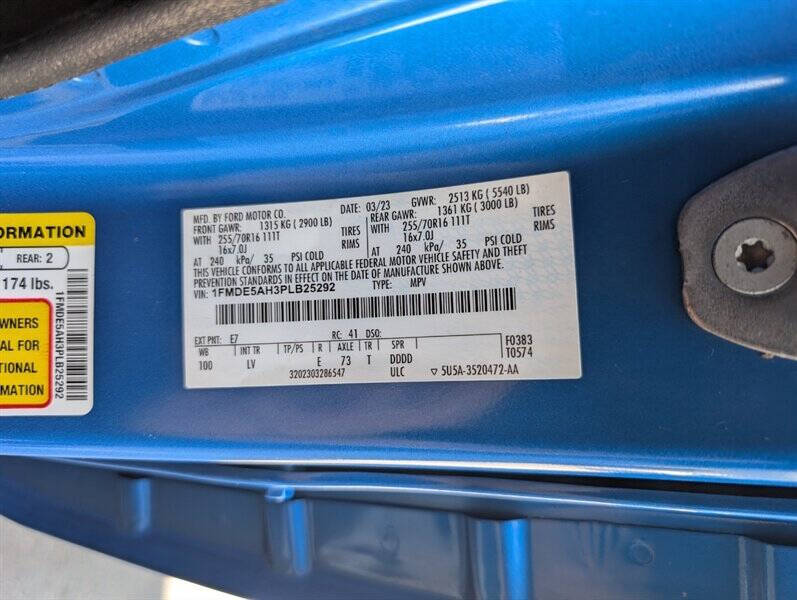 ORMATION
REAR: 2
174 lbs.
WNERS
AL FOR
TIONAL
MATION
1FMDE5AH3PLB25292
MFD. BY FORD MOTOR CO.
DATE: 03/23 GVWR: 2513 KG ( 5540 LB)
FRONT GAWR: 1315 KG ( 2900 LB) REAR GAWR: 1361 KG ( 3000 LB)
WITH 255/70R16 111T TIRES WITH 255/70R16 111T TIRES
16x7.0J RIMS 16x7.0J RIMS
AT 240 kPa/ 35 PSI COLD AT 240 kPa/ 35 PSI COLD
THIS VEHICLE CONFORMS TO ALL APPLICABLE FEDERAL MOTOR VEHICLE SAFETY AND THEFT
PREVENTION STANDARDS IN EFFECT ON THE DATE OF MANUFACTURE SHOWN ABOVE.
VIN: 1FMDE5AH3PLB25292 TYPE: MPV
EXT PNT: E7 RC: 41 DSO: F0383
WB INT TR TP/PS R AXLE TR SPR T0574
100 LV E 73 T DDDD
3202303286547 ULC ▽ 5U5A-3520472-AA